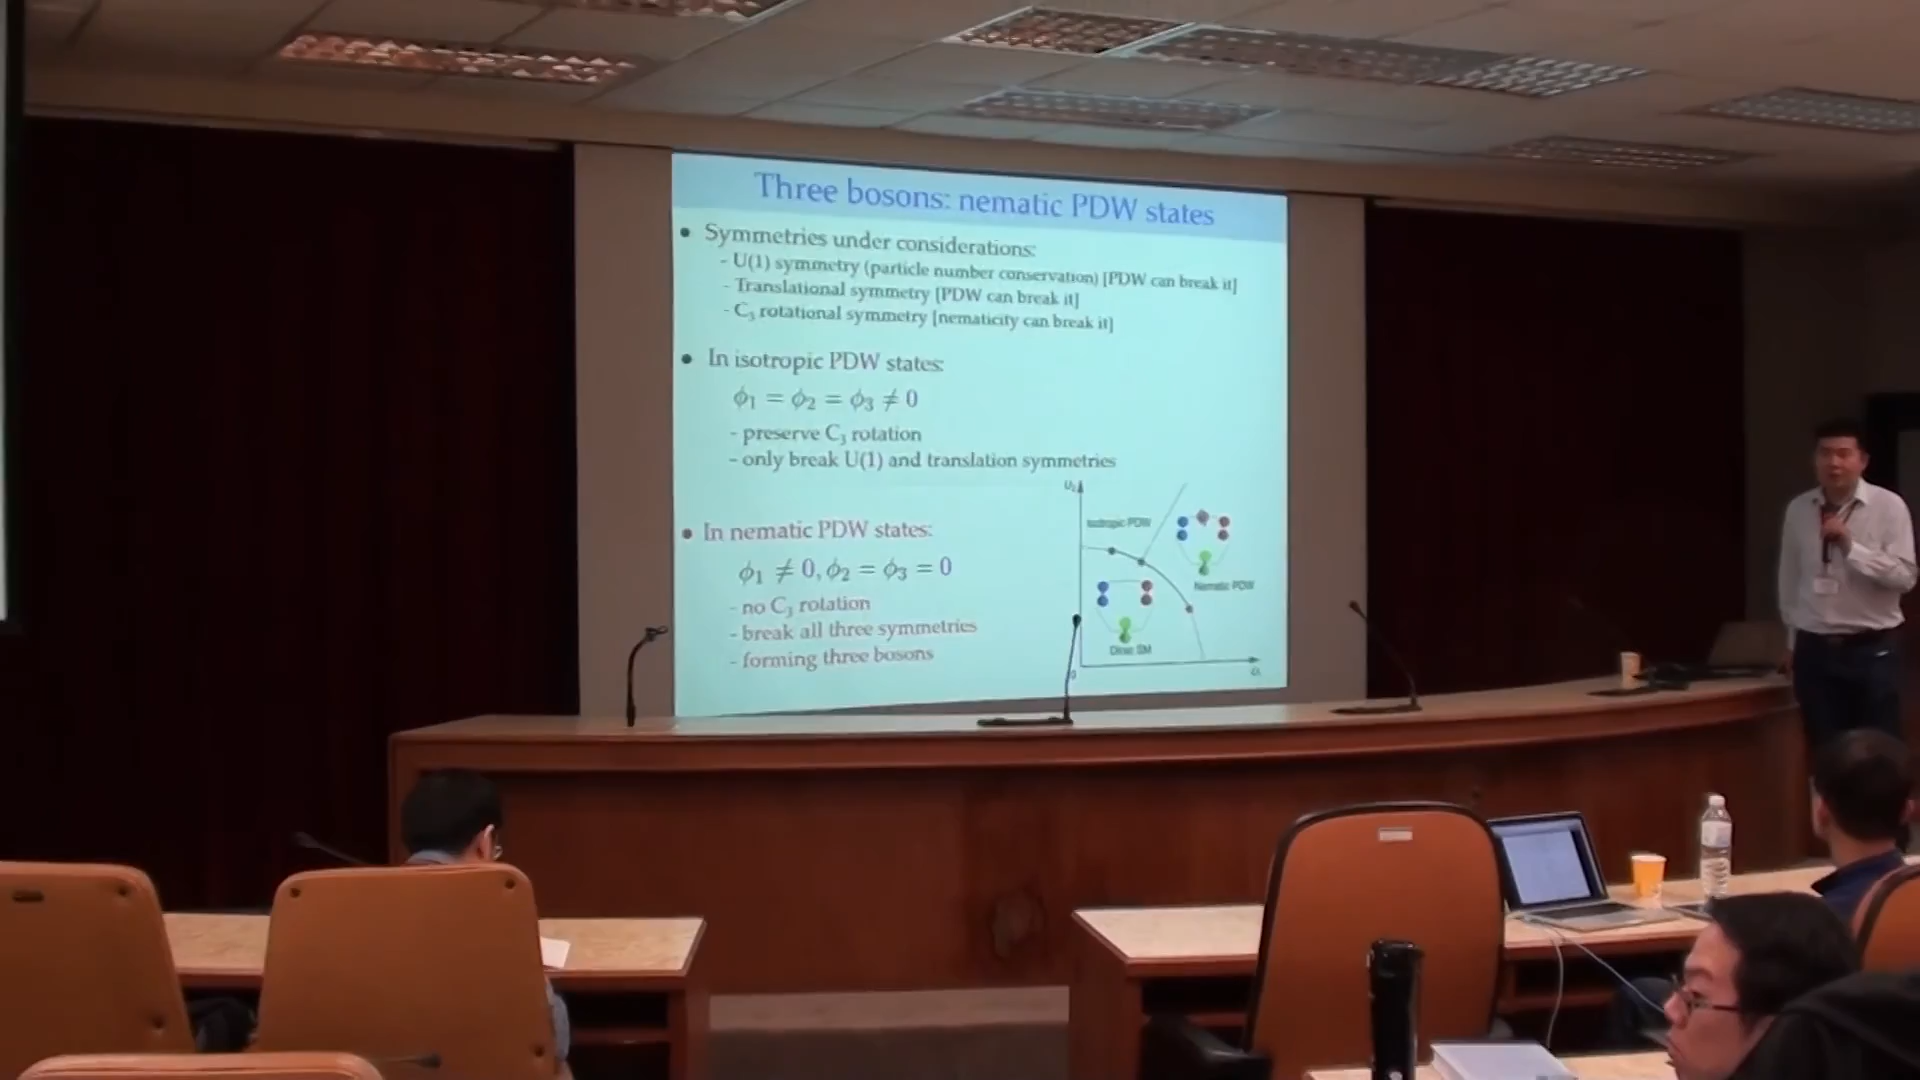 Three bosons: nematic PDW states
• Symmetries under considerations:
- U(1) symmetry (particle number conservation) [PDW can break it]
- Translational symmetry [PDW can break it]
- C₃ rotational symmetry [nematicity can break it]
• In isotropic PDW states:
ϕ₁ = ϕ₂ = ϕ₃ ≠ 0
- preserve C₃ rotation
- only break U(1) and translation symmetries
Isotropic PDW
• In nematic PDW states:
ϕ₁ ≠ 0, ϕ₂ = ϕ₃ = 0
Nematic PDW
- no C₃ rotation
- break all three symmetries
- forming three bosons
Dirac SM
0